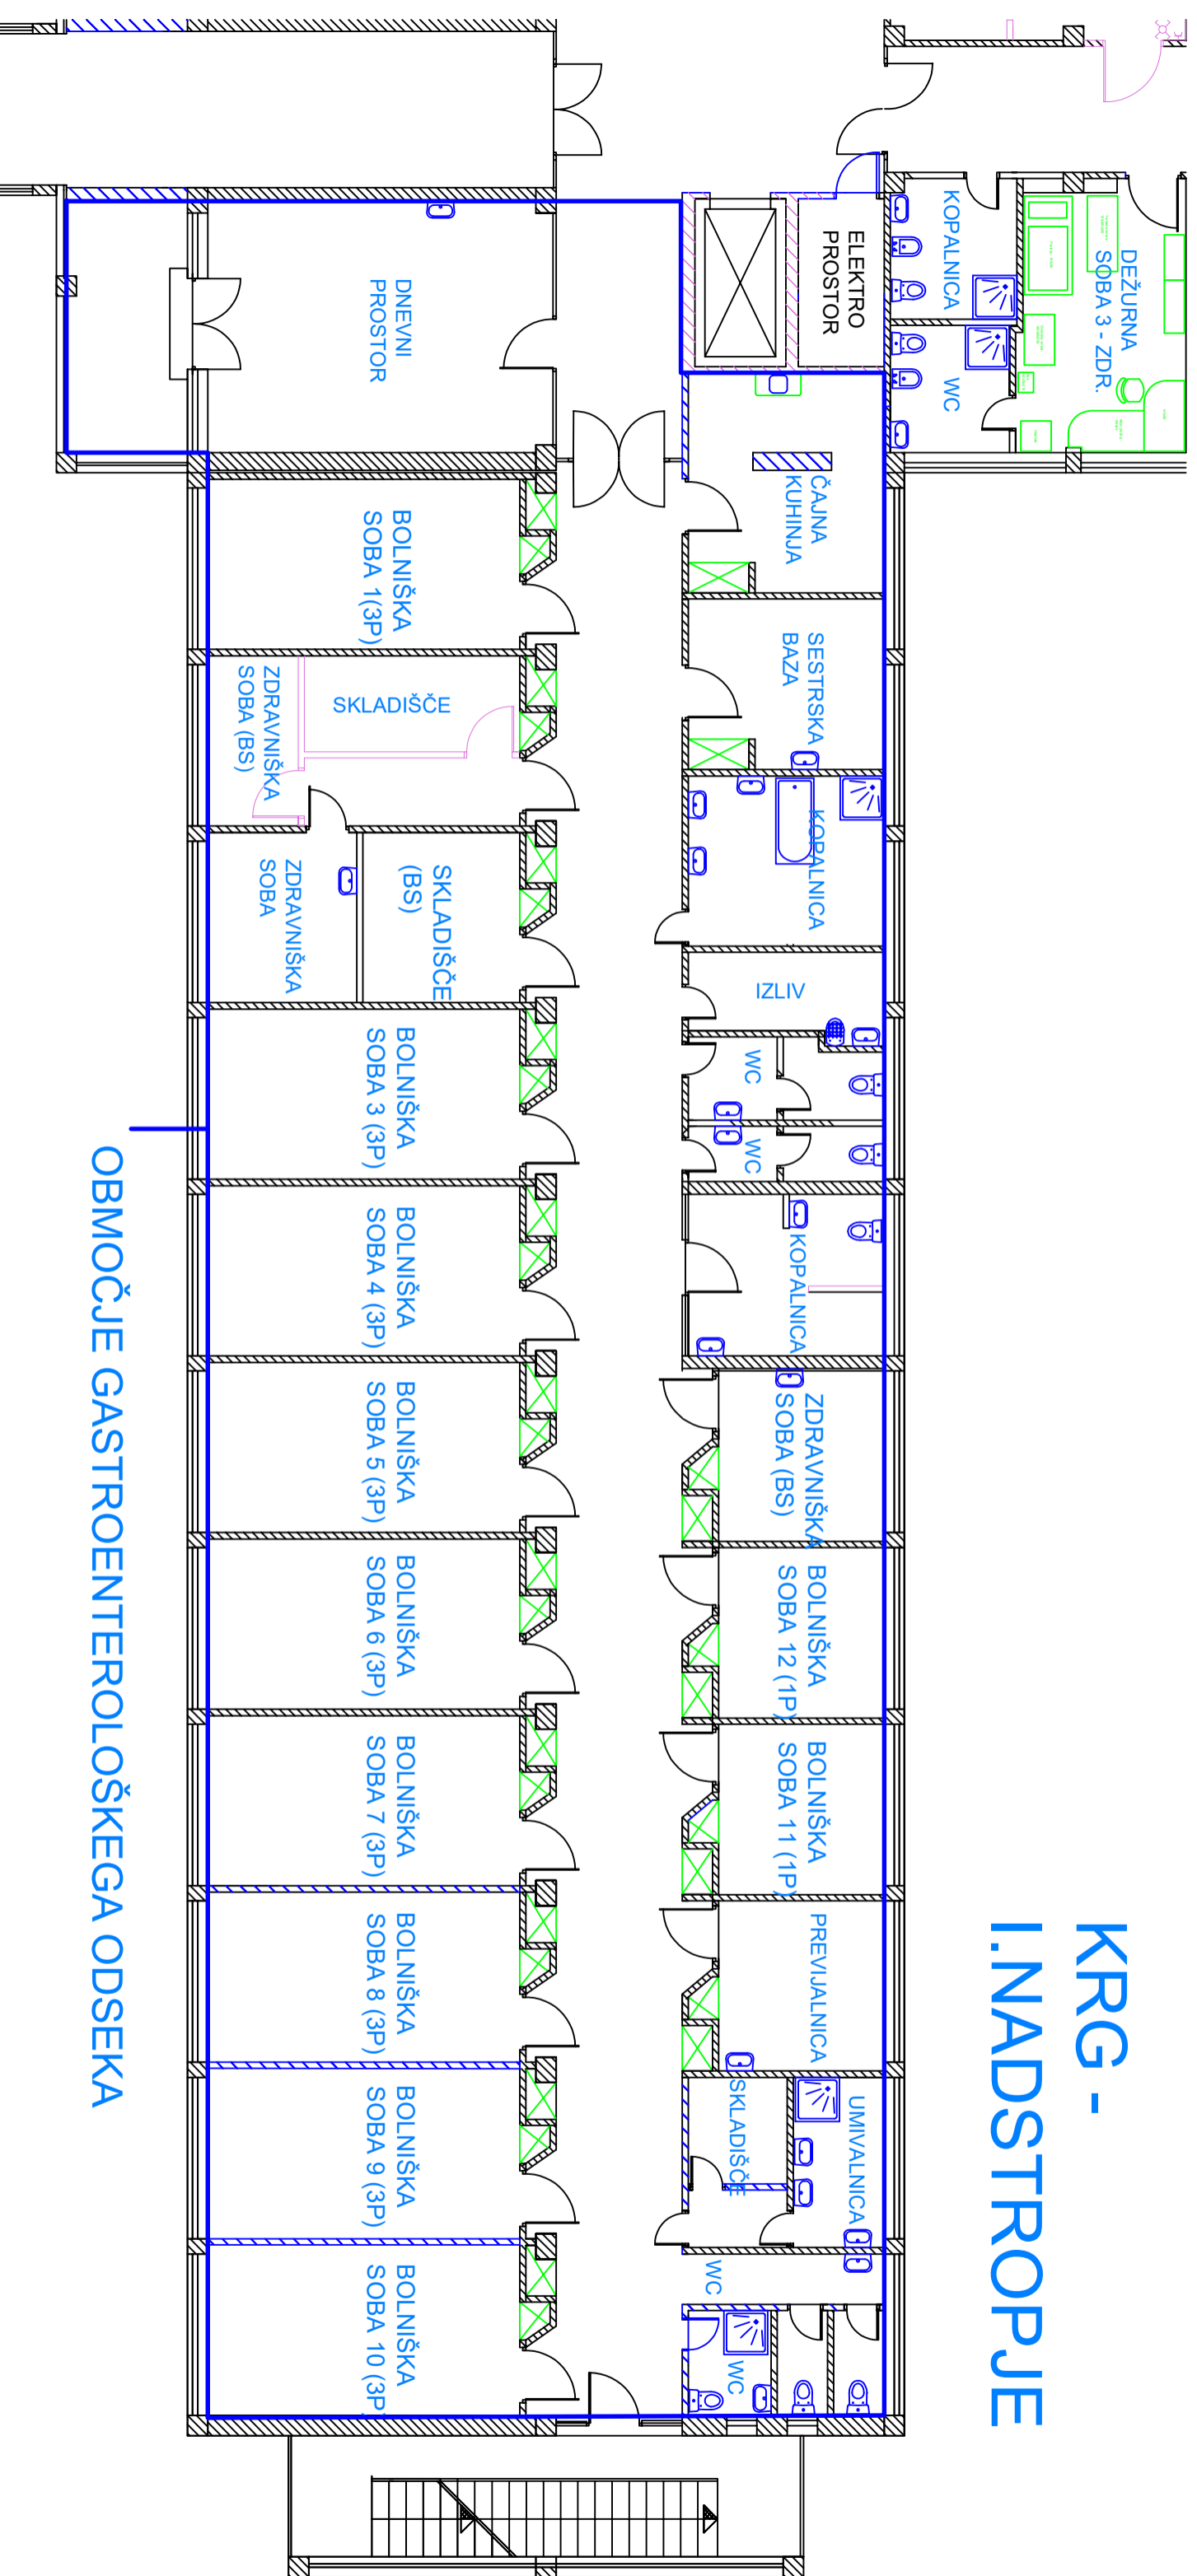 KRG -
I.NADSTROPJE
DEŽURNA
SOBA 3 - ZDR.
KOPALNICA
WC
ELEKTRO
PROSTOR
DNEVNI
PROSTOR
ČAJNA
KUHINJA
SESTRSKA
BAZA
KOPALNICA
IZLIV
WC
WC
KOPALNICA
ZDRAVNIŠKA
SOBA (BS)
BOLNIŠKA
SOBA 12 (1P)
BOLNIŠKA
SOBA 11 (1P)
PREVIJALNICA
UMIVALNICA
SKLADIŠČE
WC
WC
BOLNIŠKA
SOBA 1(3P)
SKLADIŠČE
ZDRAVNIŠKA
SOBA (BS)
SKLADIŠČE
(BS)
ZDRAVNIŠKA
SOBA
BOLNIŠKA
SOBA 3 (3P)
BOLNIŠKA
SOBA 4 (3P)
BOLNIŠKA
SOBA 5 (3P)
BOLNIŠKA
SOBA 6 (3P)
BOLNIŠKA
SOBA 7 (3P)
BOLNIŠKA
SOBA 8 (3P)
BOLNIŠKA
SOBA 9 (3P)
BOLNIŠKA
SOBA 10 (3P
OBMOČJE GASTROENTEROLOŠKEGA ODSEKA